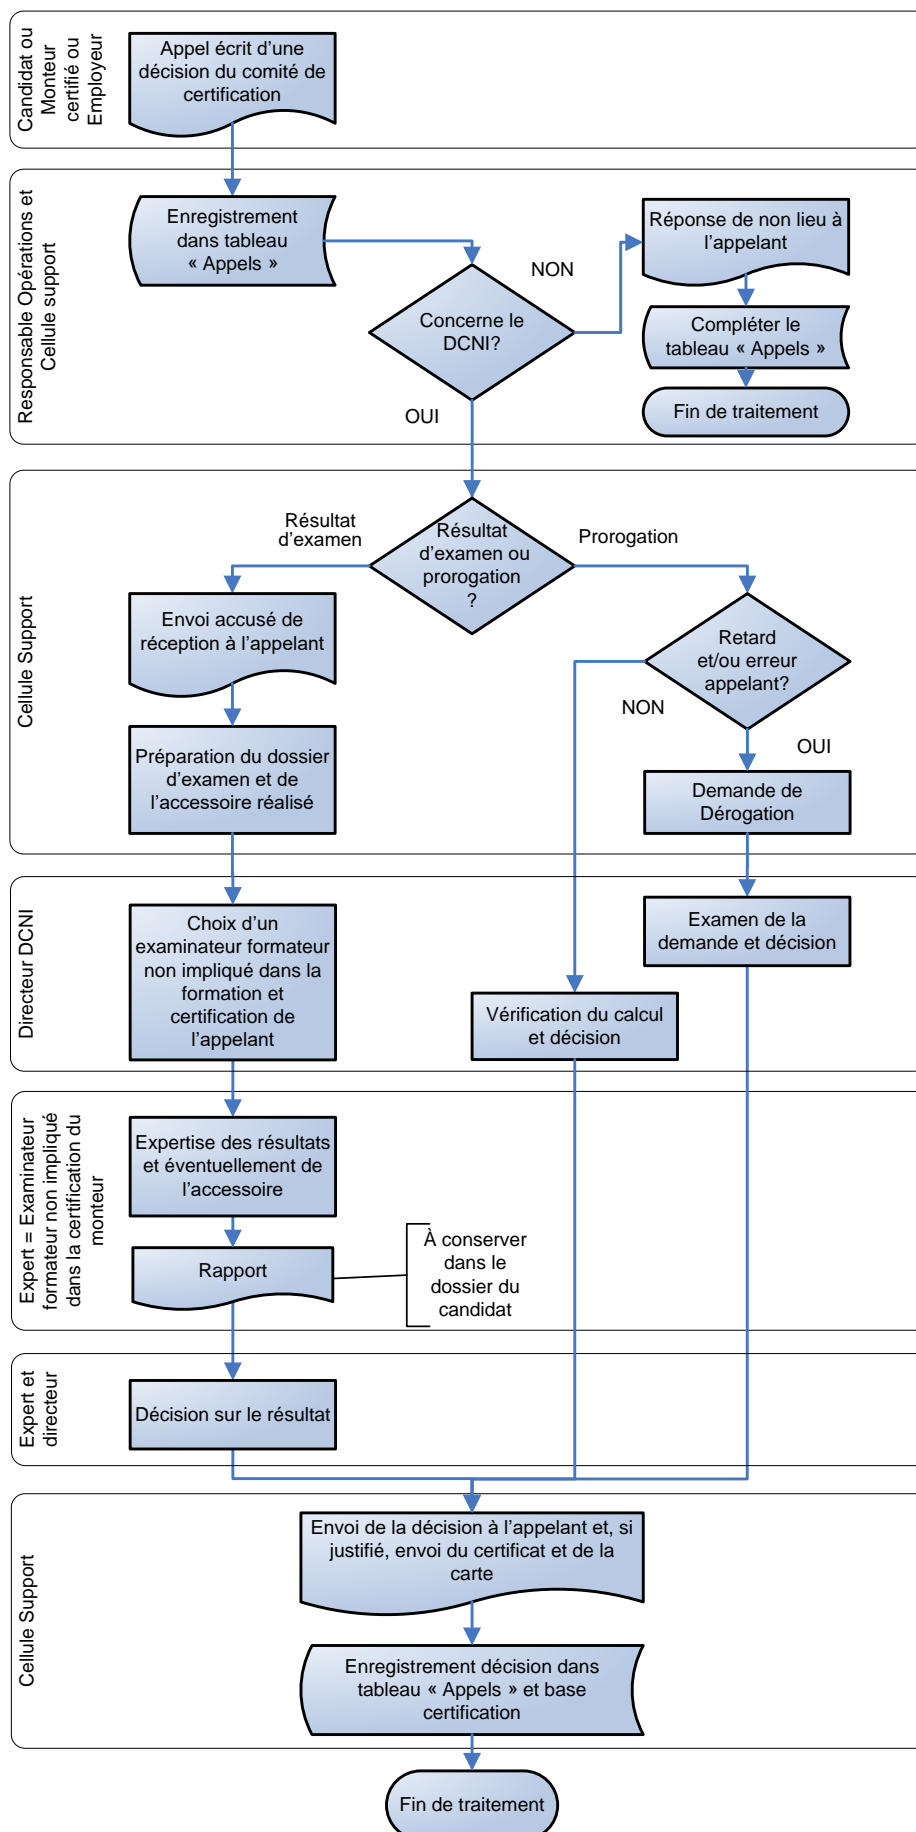 Candidat ou
Monteur
certifié ou
Employeur
Appel écrit d’une
décision du comité de
certification
Responsable Opérations et
Cellule support
Enregistrement
dans tableau
« Appels »
Concerne le
DCNI?
NON
OUI
Réponse de non lieu à
l’appelant
Compléter le
tableau « Appels »
Fin de traitement
Cellule Support
Résultat
d’examen ou
prorogation
?
Résultat
d’examen
Prorogation
Envoi accusé de
réception à l’appelant
Préparation du dossier
d’examen et de
l’accessoire réalisé
Retard
et/ou erreur
appelant?
NON
OUI
Demande de
Dérogation
Directeur DCNI
Choix d’un
examinateur formateur
non impliqué dans la
formation et
certification de
l’appelant
Vérification du calcul
et décision
Examen de la
demande et décision
Expert = Examinateur
formateur non impliqué
dans la certification du
monteur
Expertise des résultats
et éventuellement de
l’accessoire
Rapport
À conserver
dans le
dossier du
candidat
Expert et
directeur
Décision sur le résultat
Cellule Support
Envoi de la décision à l’appelant et, si
justifié, envoi du certificat et de la
carte
Enregistrement décision dans
tableau « Appels » et base
certification
Fin de traitement